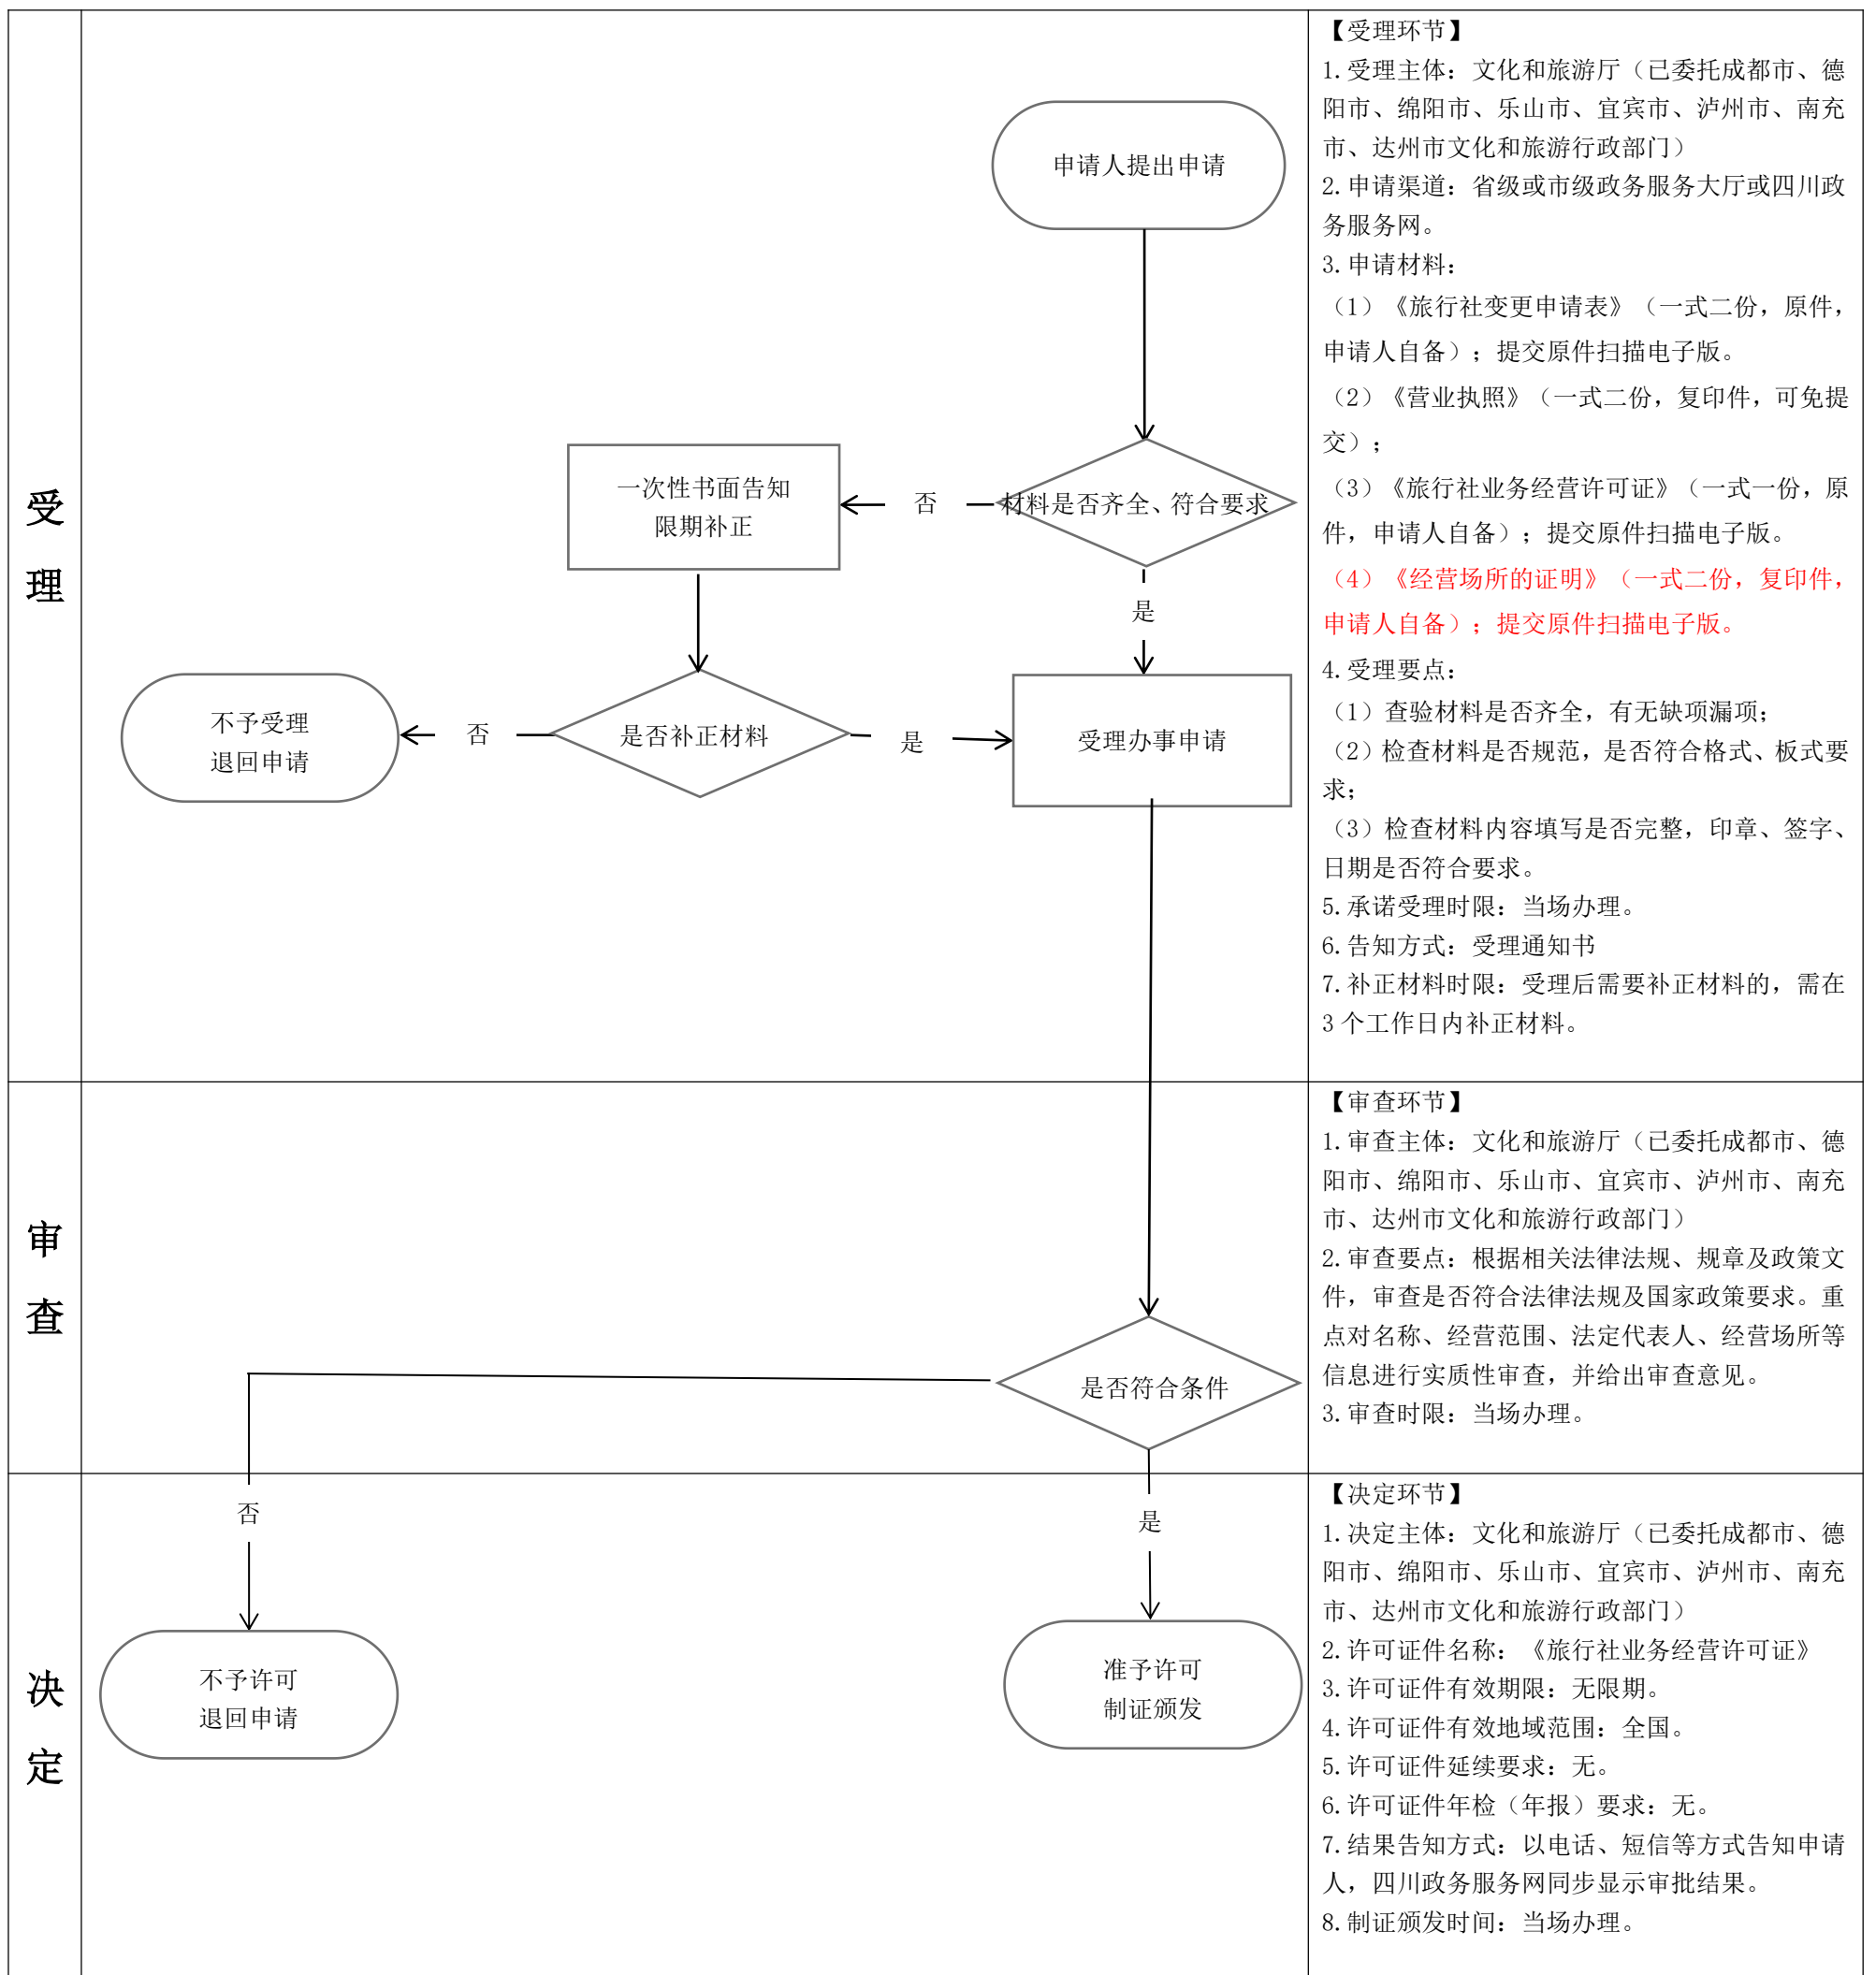 受
理
申请人提出申请
材料是否齐全、符合要求
否
一次性书面告知
限期补正
是
是否补正材料
否
不予受理
退回申请
是
受理办事申请
【受理环节】
1.受理主体：文化和旅游厅（已委托成都市、德
阳市、绵阳市、乐山市、宜宾市、泸州市、南充
市、达州市文化和旅游行政部门）
2.申请渠道：省级或市级政务服务大厅或四川政
务服务网。
3.申请材料：
（1）《旅行社变更申请表》（一式二份，原件，
申请人自备）；提交原件扫描电子版。
（2）《营业执照》（一式二份，复印件，可免提
交）；
（3）《旅行社业务经营许可证》（一式一份，原
件，申请人自备）；提交原件扫描电子版。
（4）《经营场所的证明》（一式二份，复印件，
申请人自备）；提交原件扫描电子版。
4.受理要点：
（1）查验材料是否齐全，有无缺项漏项；
（2）检查材料是否规范，是否符合格式、板式要
求；
（3）检查材料内容填写是否完整，印章、签字、
日期是否符合要求。
5.承诺受理时限：当场办理。
6.告知方式：受理通知书
7.补正材料时限：受理后需要补正材料的，需在
3个工作日内补正材料。
审
查
是否符合条件
【审查环节】
1.审查主体：文化和旅游厅（已委托成都市、德
阳市、绵阳市、乐山市、宜宾市、泸州市、南充
市、达州市文化和旅游行政部门）
2.审查要点：根据相关法律法规、规章及政策文
件，审查是否符合法律法规及国家政策要求。重
点对名称、经营范围、法定代表人、经营场所等
信息进行实质性审查，并给出审查意见。
3.审查时限：当场办理。
决
定
否
不予许可
退回申请
是
准予许可
制证颁发
【决定环节】
1.决定主体：文化和旅游厅（已委托成都市、德
阳市、绵阳市、乐山市、宜宾市、泸州市、南充
市、达州市文化和旅游行政部门）
2.许可证件名称：《旅行社业务经营许可证》
3.许可证件有效期限：无限期。
4.许可证件有效地域范围：全国。
5.许可证件延续要求：无。
6.许可证件年检（年报）要求：无。
7.结果告知方式：以电话、短信等方式告知申请
人，四川政务服务网同步显示审批结果。
8.制证颁发时间：当场办理。